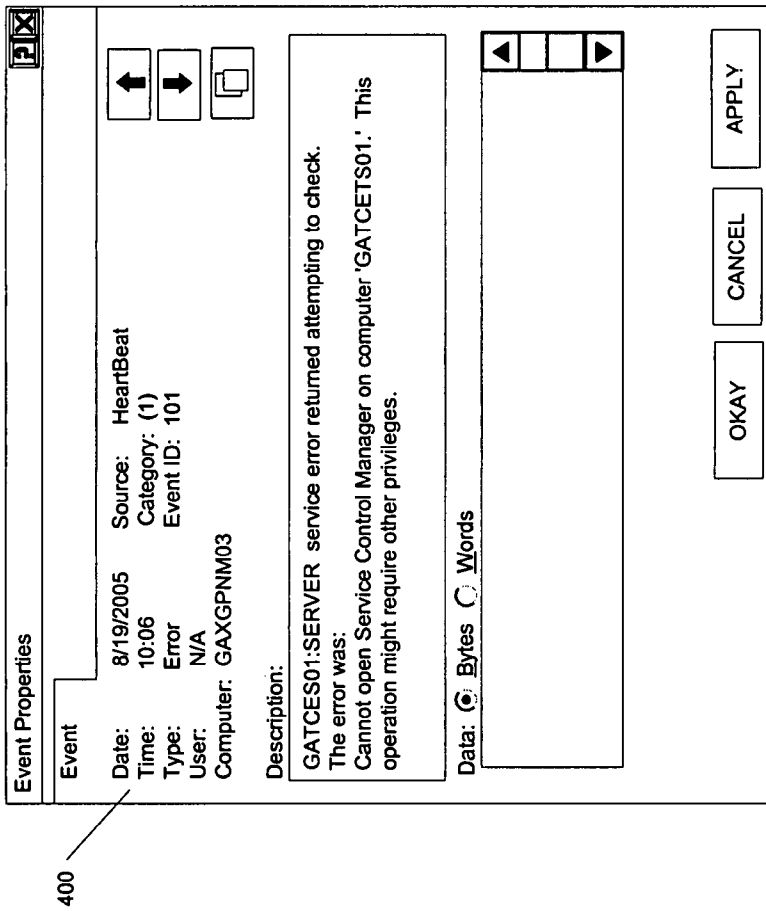 Event Properties
? X
Event
Date: 8/19/2005 Source: HeartBeat
Time: 10:06 Category: (1)
Type: Error Event ID: 101
User: N/A
Computer: GAXGPNM03
Description:
GATCES01:SERVER service error returned attempting to check.
The error was:
Cannot open Service Control Manager on computer 'GATCETS01.' This
operation might require other privileges.
Data: Bytes Words
OKAY CANCEL APPLY
400